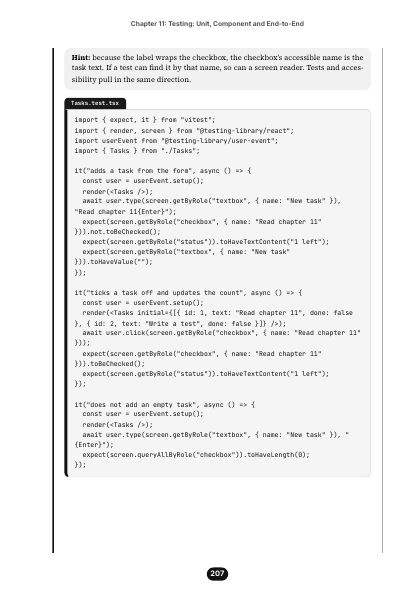 Chapter 11: Testing: Unit, Component and End-to-End
Hint: because the label wraps the checkbox, the checkbox's accessible name is the
task text. If a test can find it by that name, so can a screen reader. Tests and acces-
sibility pull in the same direction.
Tasks.test.tsx
import { expect, it } from "vitest";
import { render, screen } from "@testing-library/react";
import userEvent from "@testing-library/user-event";
import { Tasks } from "./Tasks";
it("adds a task from the form", async () => {
  const user = userEvent.setup();
  render(<Tasks />);
  await user.type(screen.getByRole("textbox", { name: "New task" }),
"Read chapter 11{Enter}");
  expect(screen.getByRole("checkbox", { name: "Read chapter 11"
})).not.toBeChecked();
  expect(screen.getByRole("status")).toHaveTextContent("1 left");
  expect(screen.getByRole("textbox", { name: "New task"
})).toHaveValue("");
});
it("ticks a task off and updates the count", async () => {
  const user = userEvent.setup();
  render(<Tasks initial={[{ id: 1, text: "Read chapter 11", done: false
}, { id: 2, text: "Write a test", done: false }]} />);
  await user.click(screen.getByRole("checkbox", { name: "Read chapter 11"
}));
  expect(screen.getByRole("checkbox", { name: "Read chapter 11"
})).toBeChecked();
  expect(screen.getByRole("status")).toHaveTextContent("1 left");
});
it("does not add an empty task", async () => {
  const user = userEvent.setup();
  render(<Tasks />);
  await user.type(screen.getByRole("textbox", { name: "New task" }), "
{Enter}");
  expect(screen.queryAllByRole("checkbox")).toHaveLength(0);
});
207